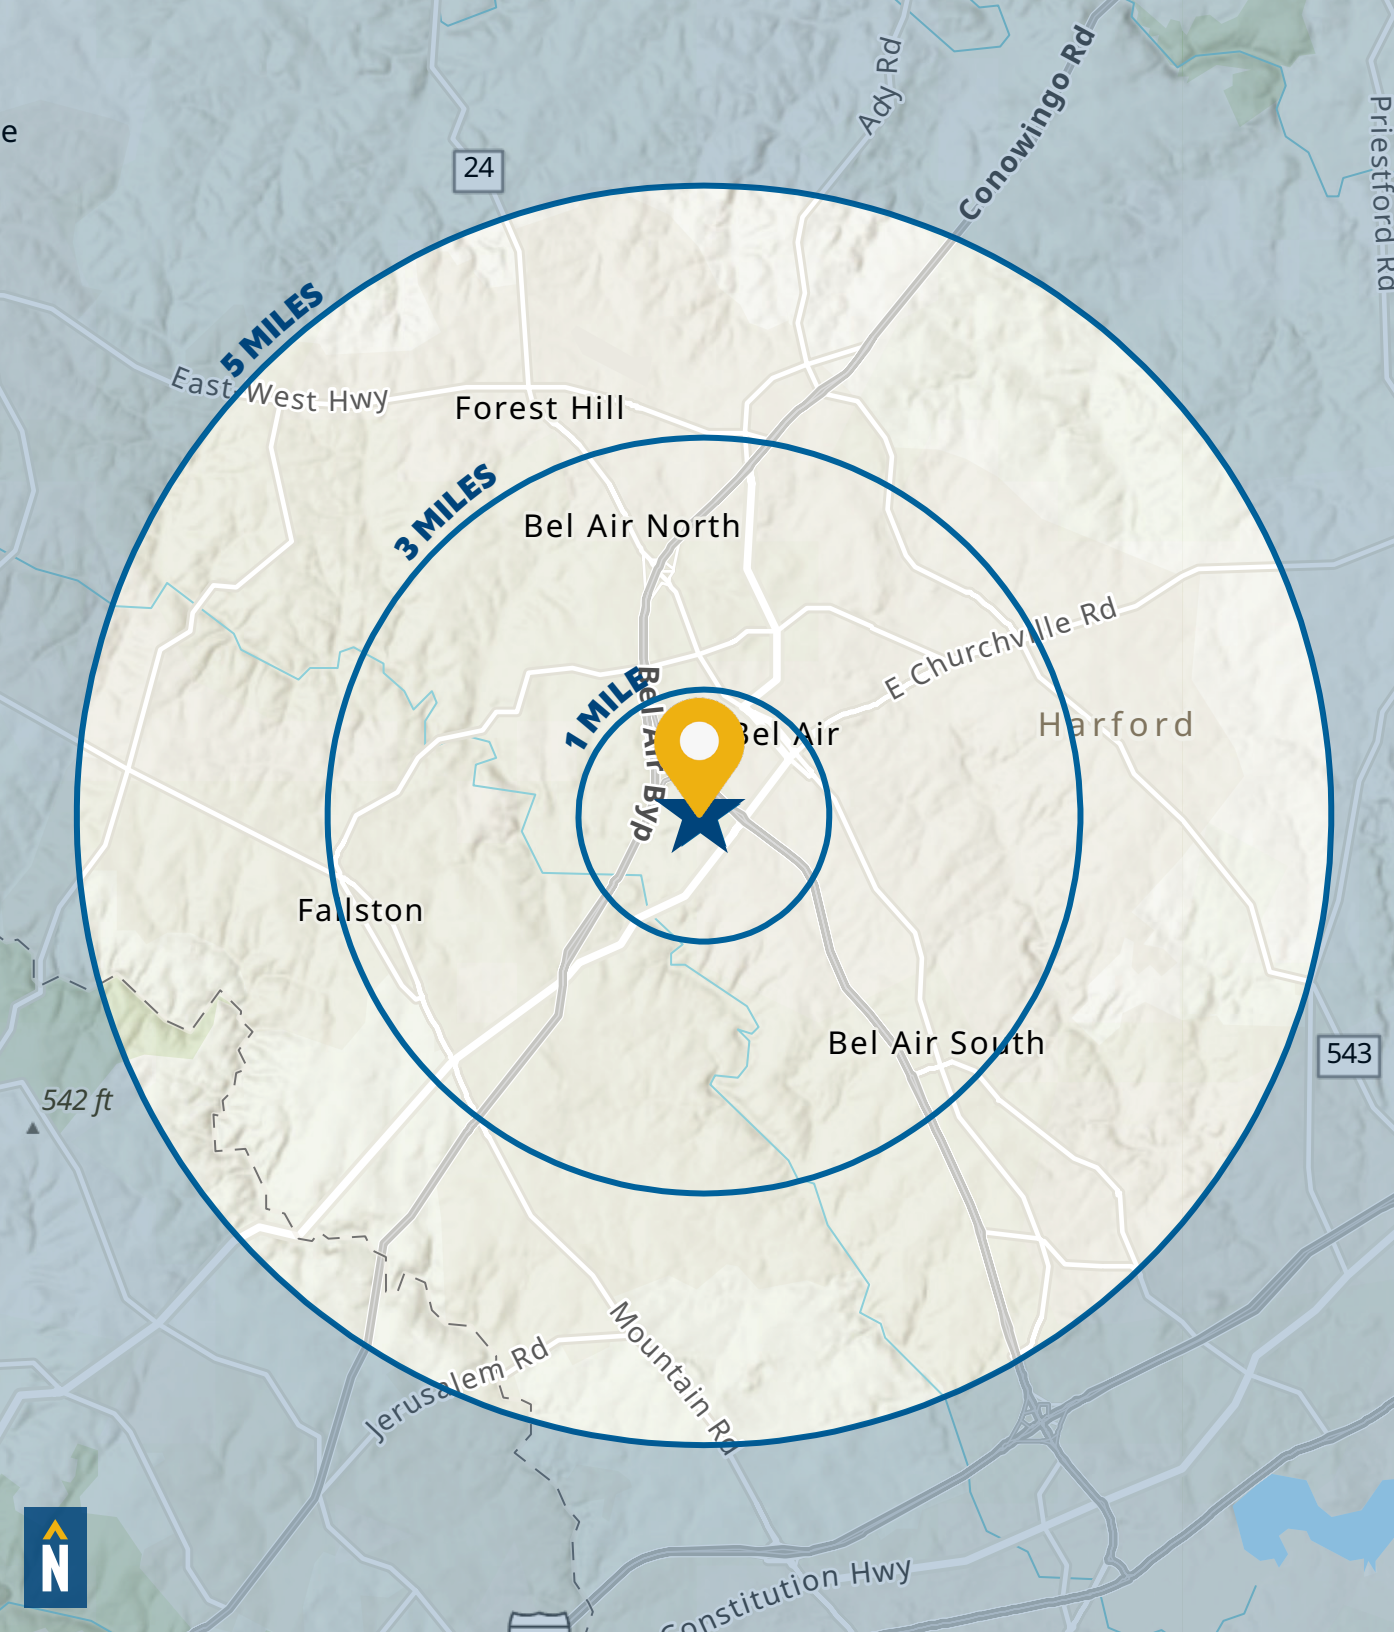 Ady Rd
Conowingo Rd
Priestford Rd
e
24
5 MILES
East-West Hwy
Forest Hill
3 MILES
Bel Air North
E Churchville Rd
1 MILE
Bel Air Byp
Bel Air
Harford
Fallston
Bel Air South
543
542 ft
Mountain Rd
Jerusalem Rd
N
Constitution Hwy